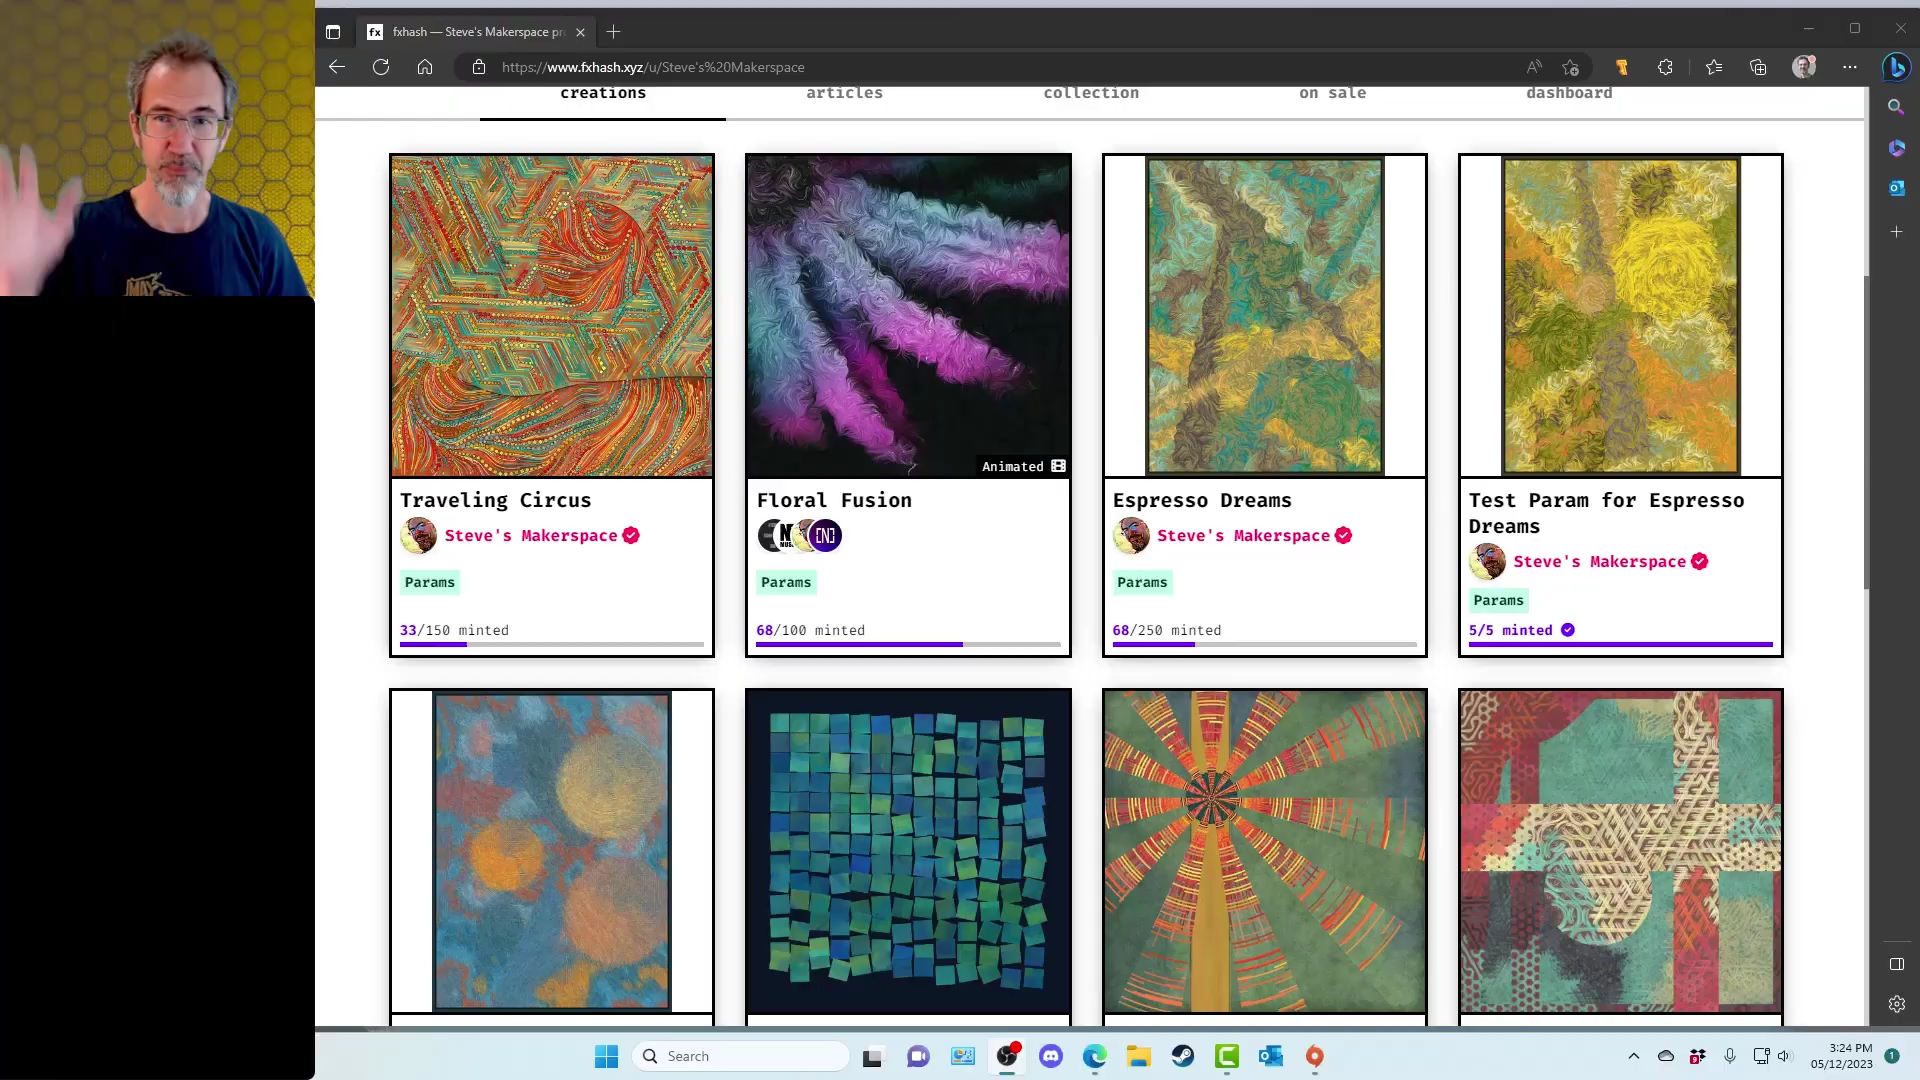 fx
fxhash — Steve's Makerspace pr
https://www.fxhash.xyz/u/Steve's%20Makerspace
creations
articles
collection
on sale
dashboard
Animated
Traveling Circus
Steve's Makerspace
Params
33/150 minted
Floral Fusion
Params
68/100 minted
Espresso Dreams
Steve's Makerspace
Params
68/250 minted
Test Param for Espresso
Dreams
Steve's Makerspace
Params
5/5 minted
Search
3:24 PM
05/12/2023
1